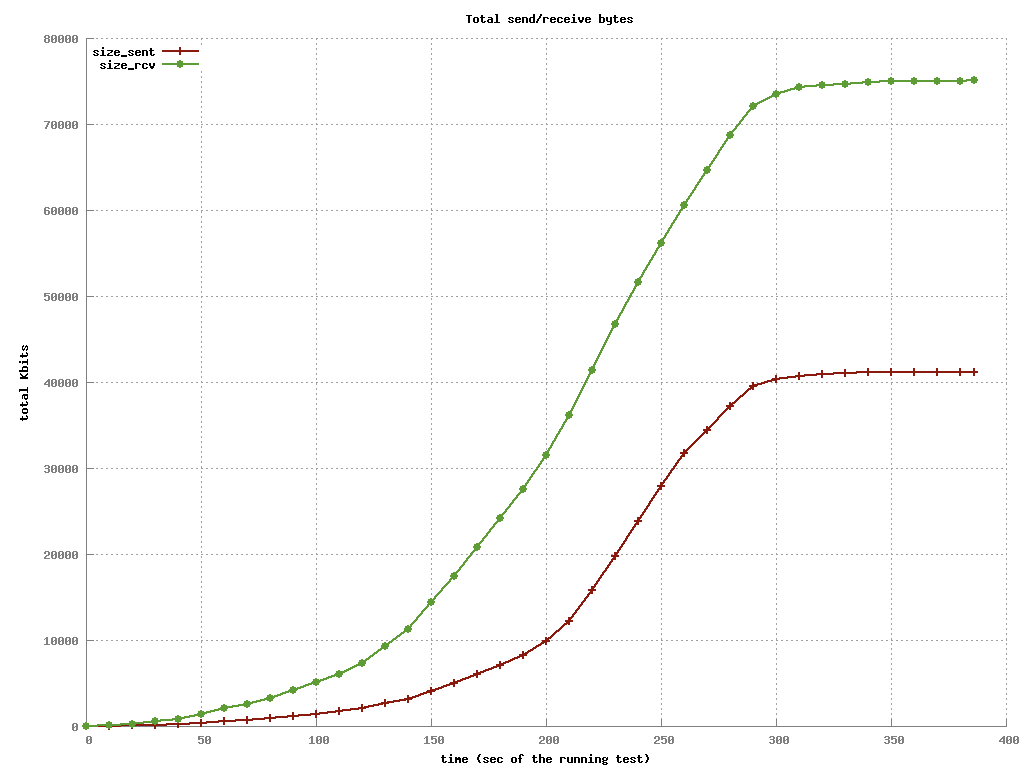 Total send/receive bytes
80000
size_sent
size_rcv
70000
60000
50000
total Kbits
40000
30000
20000
10000
0
0 50 100 150 200 250 300 350 400
time (sec of the running test)